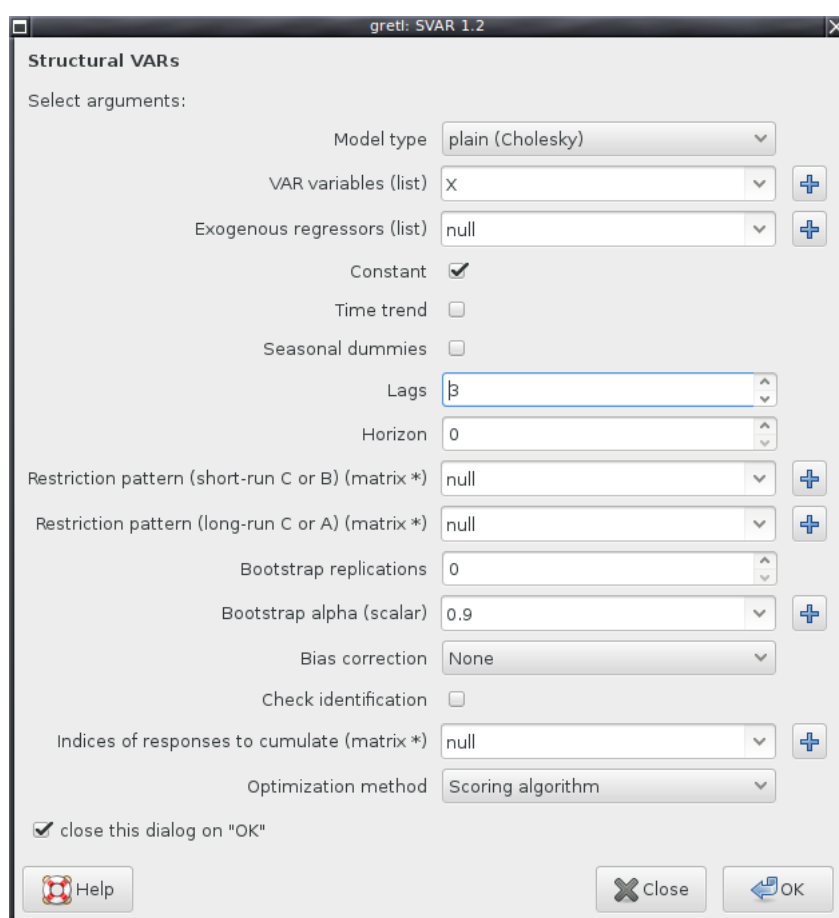 gretl: SVAR 1.2
Structural VARs
Select arguments:
Model type plain (Cholesky)
VAR variables (list) X
Exogenous regressors (list) null
Constant
Time trend
Seasonal dummies
Lags 3
Horizon 0
Restriction pattern (short-run C or B) (matrix *) null
Restriction pattern (long-run C or A) (matrix *) null
Bootstrap replications 0
Bootstrap alpha (scalar) 0.9
Bias correction None
Check identification
Indices of responses to cumulate (matrix *) null
Optimization method Scoring algorithm
close this dialog on "OK"
Help Close OK